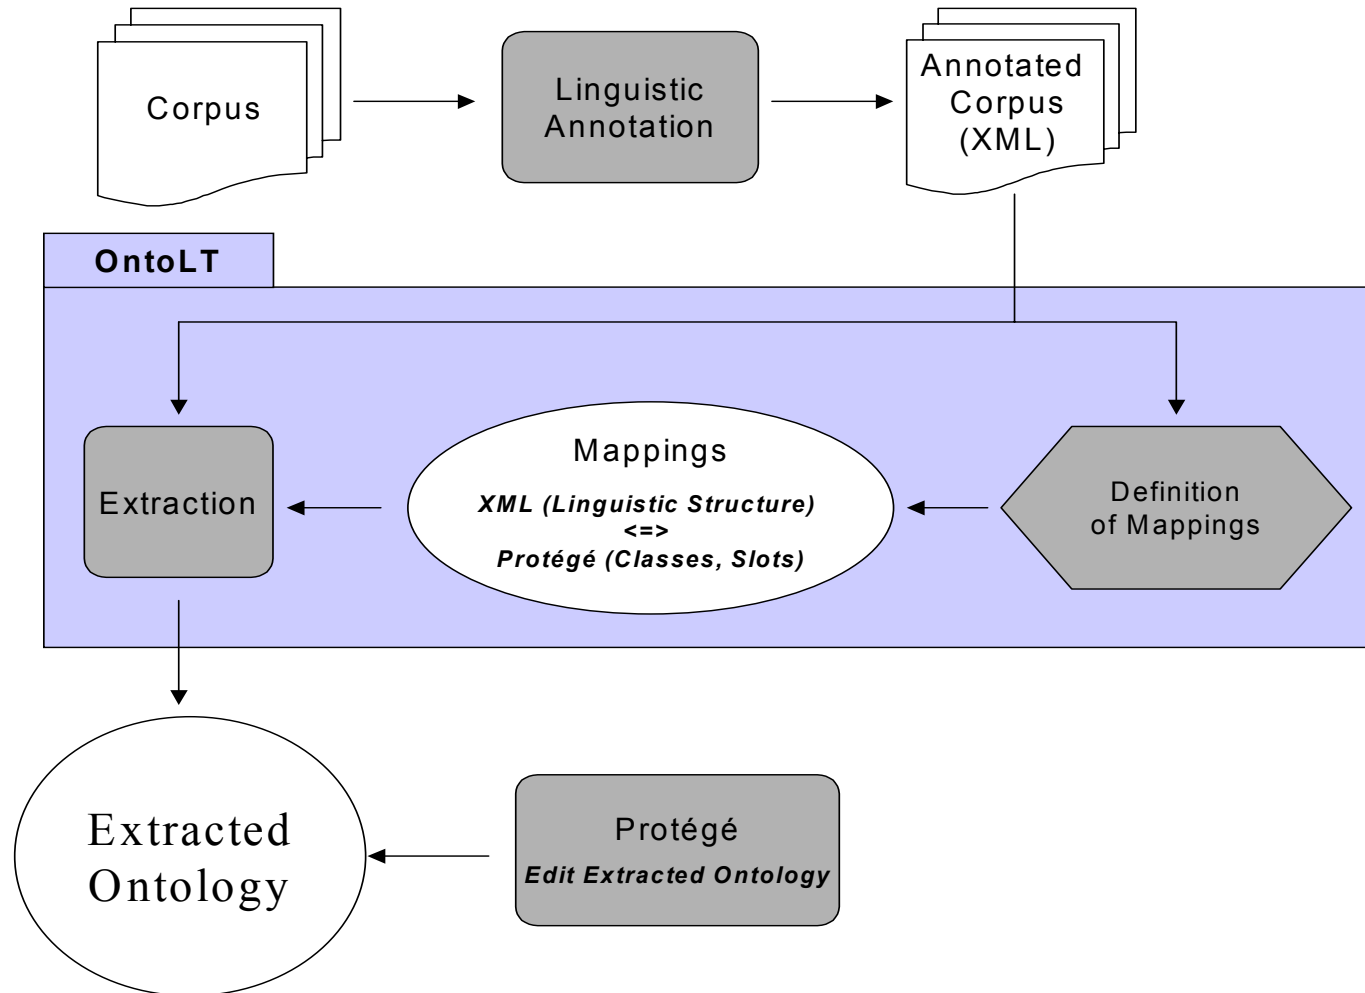 Corpus
Linguistic
Annotation
Annotated
Corpus
(XML)
OntoLT
Extraction
Mappings
XML (Linguistic Structure)
<=>
Protégé (Classes, Slots)
Definition
of Mappings
Extracted
Ontology
Protégé
Edit Extracted Ontology